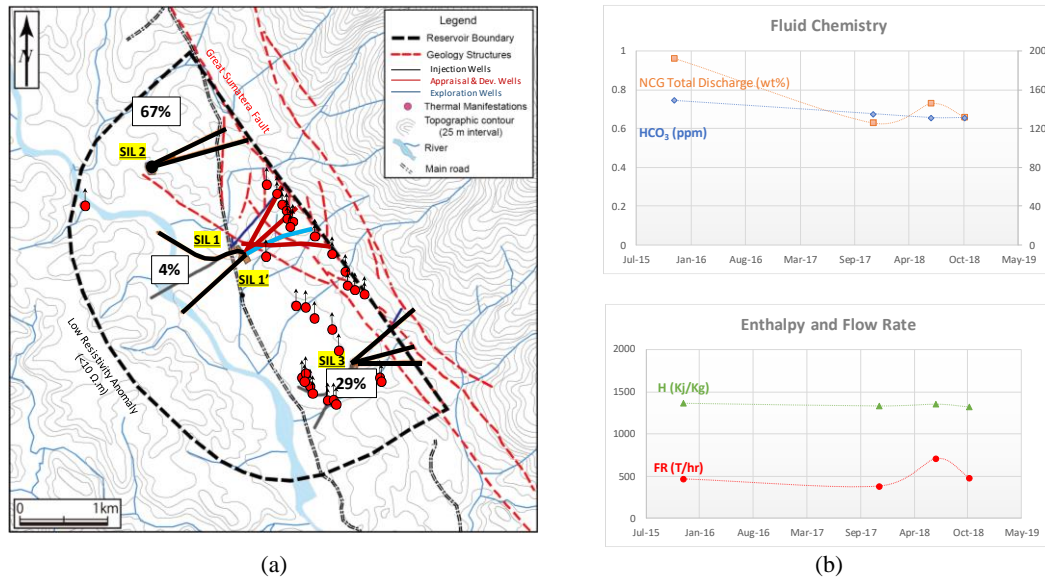 N
Legend
Reservoir Boundary
Geology Structures
Injection Wells
Appraisal & Dev. Wells
Exploration Wells
Thermal Manifestations
Topographic contour
(25 m interval)
River
Main road
Great Sumatera Fault
67%
SIL 2
SIL 1
4%
SIL 1'
SIL 3
29%
Low Resistivity Anomaly
(<10 Ω.m)
0
1km
(a)
Fluid Chemistry
1
0.8
0.6
0.4
0.2
0
200
160
120
80
40
0
NCG Total Discharge (wt%)
HCO3 (ppm)
Jul-15 Jan-16 Aug-16 Mar-17 Sep-17 Apr-18 Oct-18 May-19
Enthalpy and Flow Rate
2000
1500
1000
500
0
H (Kj/Kg)
FR (T/hr)
Jul-15 Jan-16 Aug-16 Mar-17 Sep-17 Apr-18 Oct-18 May-19
(b)